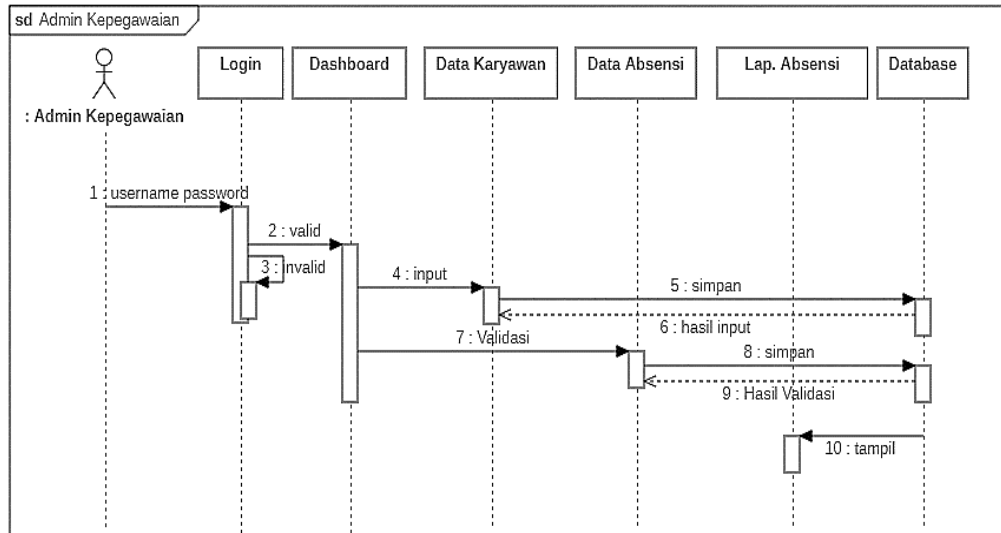 sd Admin Kepegawaian
Login
Dashboard
Data Karyawan
Data Absensi
Lap. Absensi
Database
: Admin Kepegawaian
1 : username password
2 : valid
3 : invalid
4 : input
5 : simpan
6 : hasil input
7 : Validasi
8 : simpan
9 : Hasil Validasi
10 : tampil